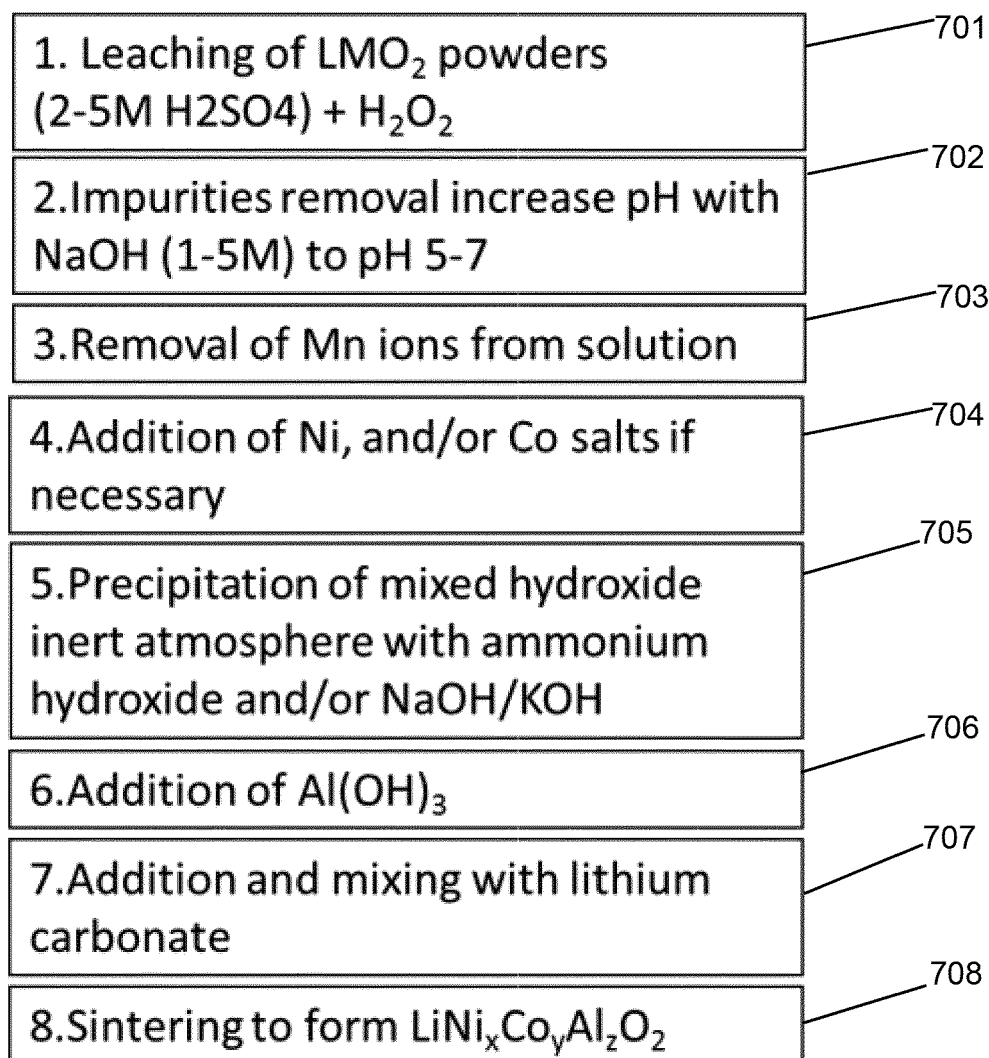 1. Leaching of LMO₂ powders
(2-5M H2SO4) + H₂O₂
701
2.Impurities removal increase pH with
NaOH (1-5M) to pH 5-7
702
3.Removal of Mn ions from solution
703
4.Addition of Ni, and/or Co salts if
necessary
704
5.Precipitation of mixed hydroxide
inert atmosphere with ammonium
hydroxide and/or NaOH/KOH
705
6.Addition of Al(OH)₃
706
7.Addition and mixing with lithium
carbonate
707
8.Sintering to form LiNiₓCoᵧAl_zO₂
708